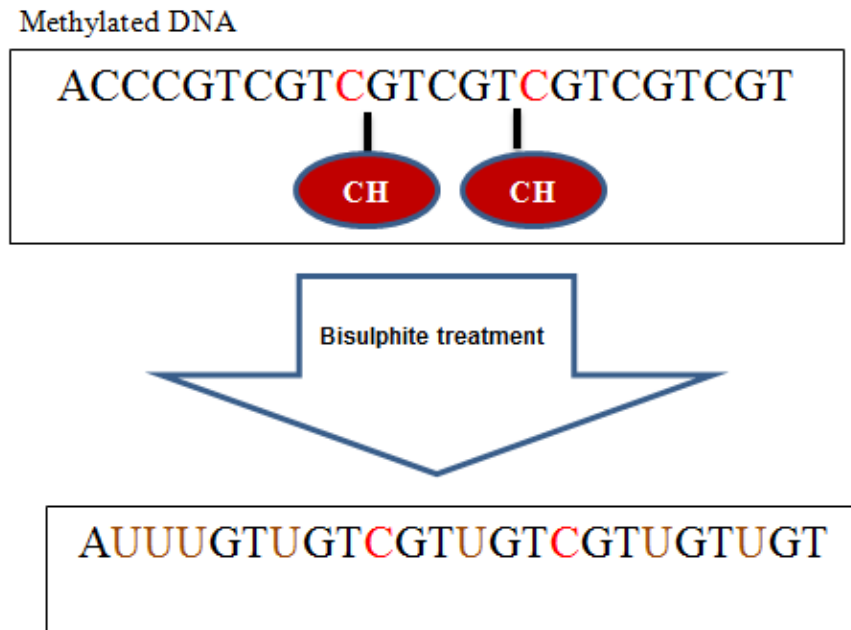 Methylated DNA
ACCCGTCGTCGTCGTCGTCGTCGT
CH CH
Bisulphite treatment
AUUUGTUGTCGTUGTCGTUGTUGT